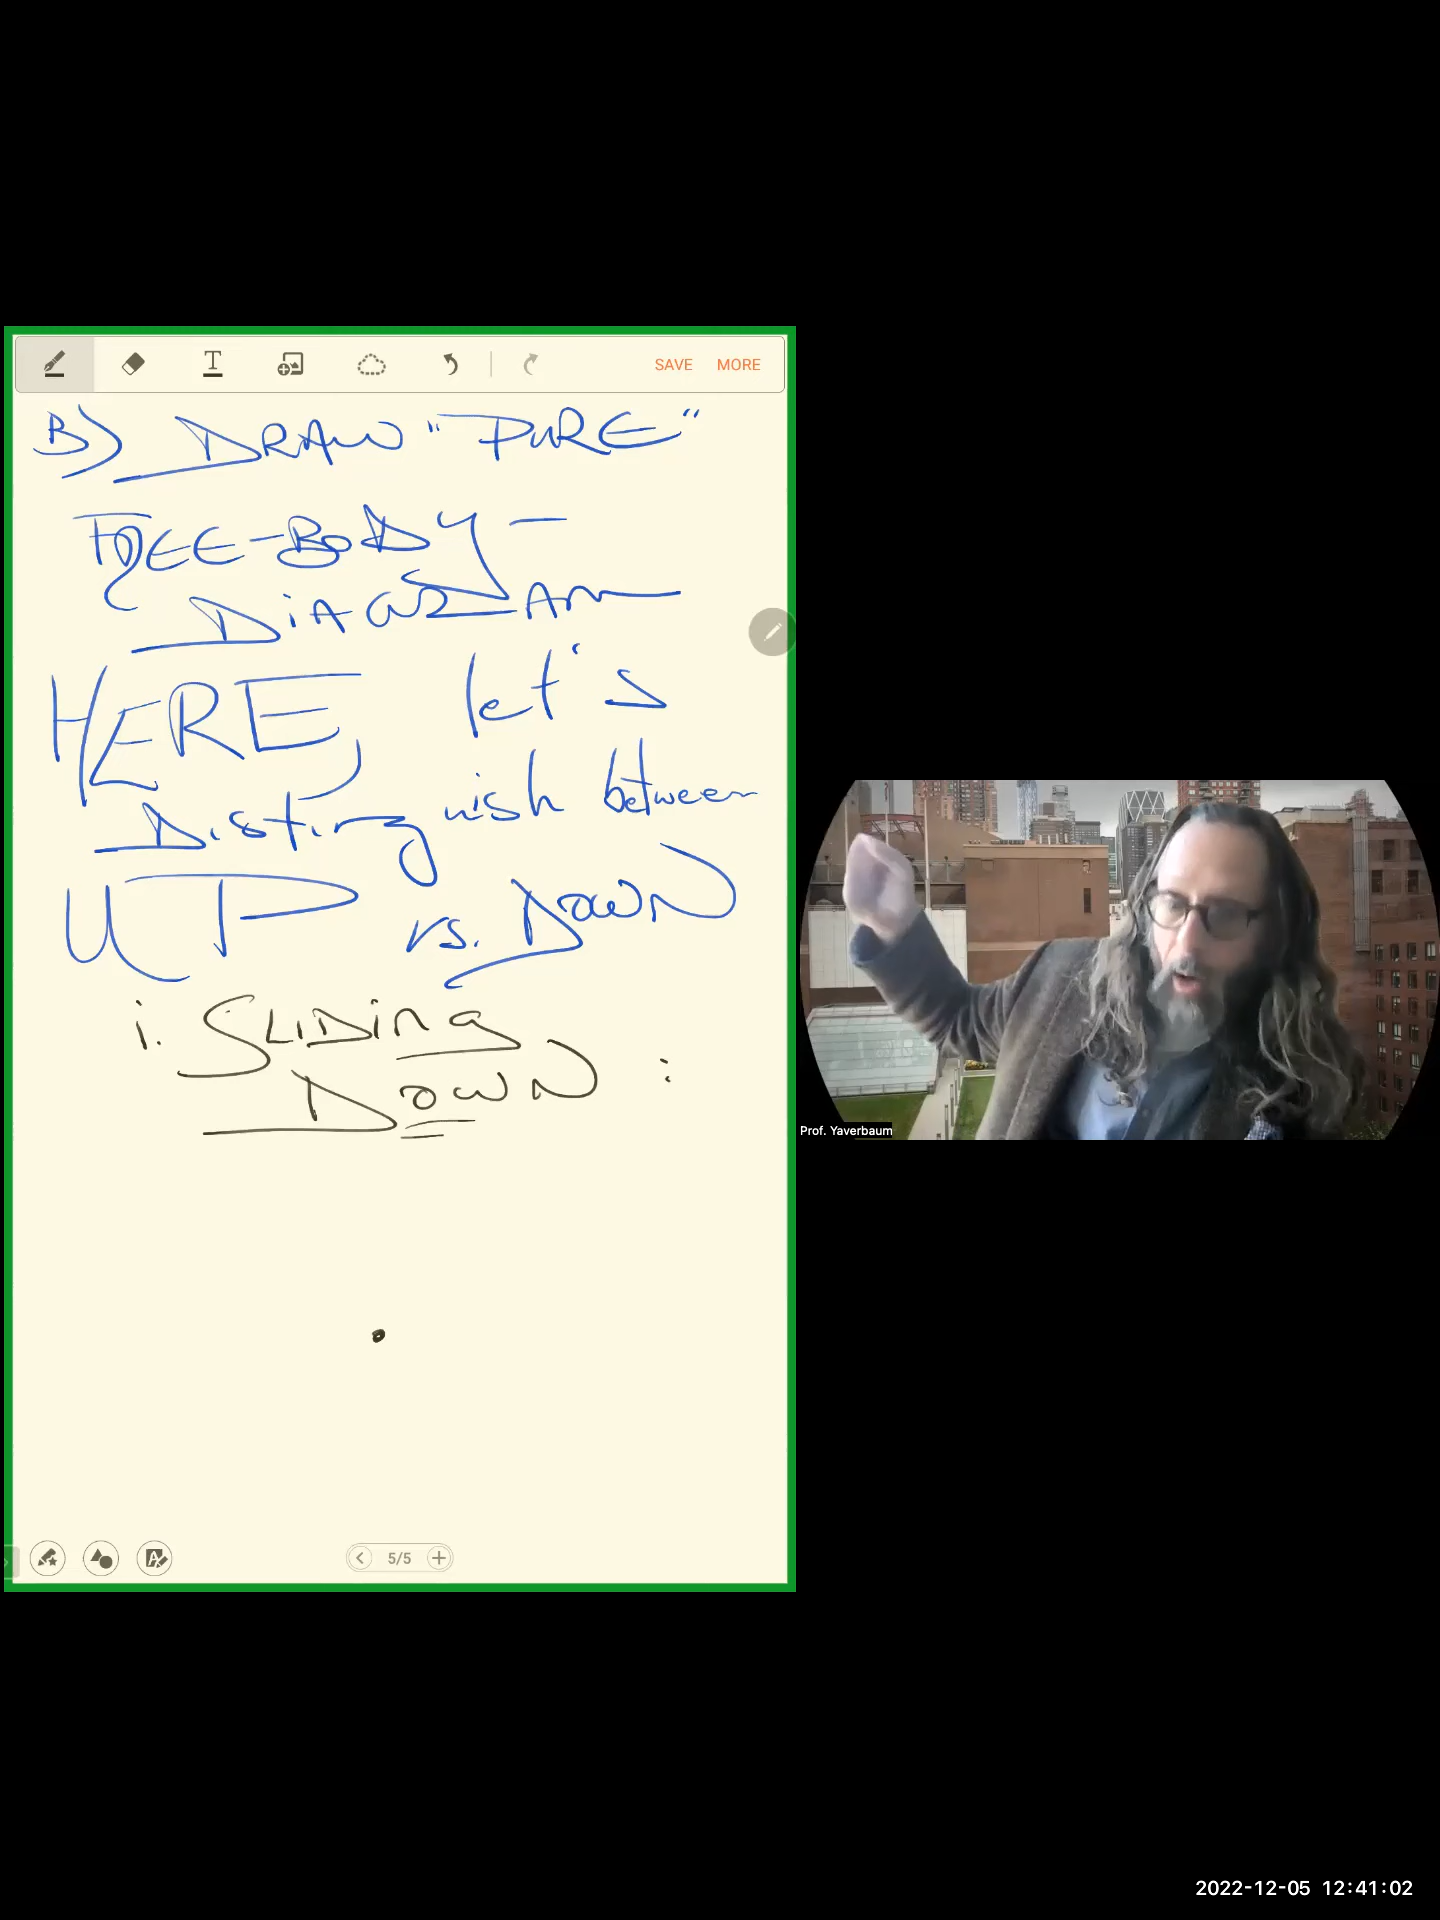 SAVE MORE
B) DRAW "PURE"
FREE-BODY-
DIAGRAM
HERE, let's
Distinguish between
UP vs. DOWN
i. SLIDING
DOWN :
5/5
Prof. Yaverbaum
2022-12-05 12:41:02